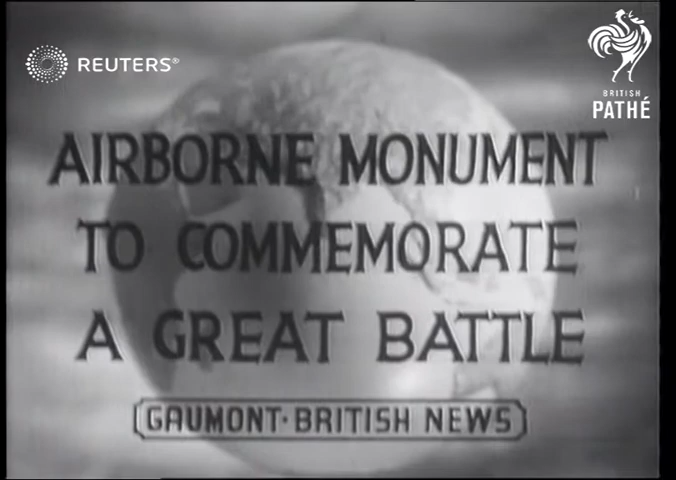 REUTERS®
BRITISH
PATHÉ
AIRBORNE MONUMENT
TO COMMEMORATE
A GREAT BATTLE
GAUMONT-BRITISH NEWS